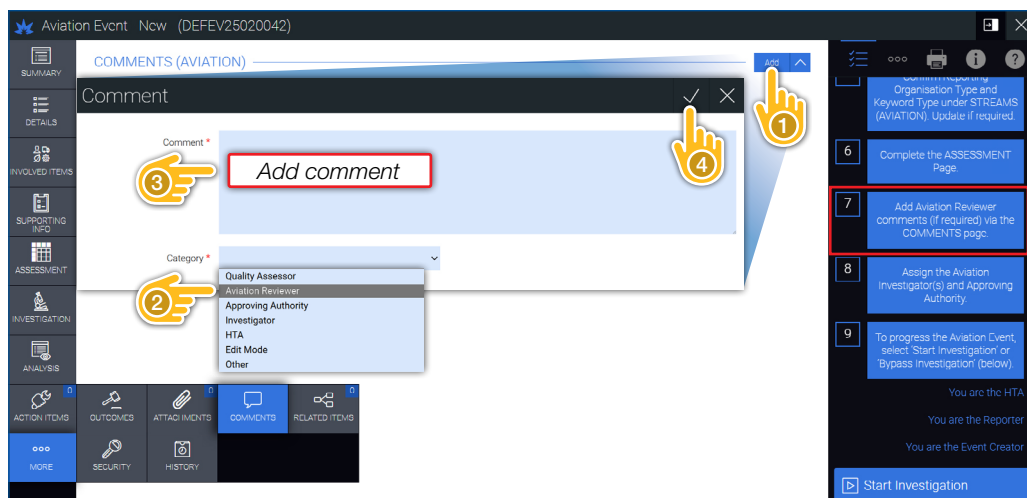 Aviation Event New (DEFEV25020042)
SUMMARY
DETAILS
INVOLVED ITEMS
SUPPORTING
INFO
ASSESSMENT
INVESTIGATION
ANALYSIS
ACTION ITEMS
0
OUTCOMES
ATTACHMENTS
0
COMMENTS
RELATED ITEMS
0
MORE
SECURITY
HISTORY
COMMENTS (AVIATION)
Add
1
Comment
4
Comment *
3
Add comment
Category *
2
Quality Assessor
Aviation Reviewer
Approving Authority
Investigator
HTA
Edit Mode
Other
Confirm Reporting
Organisation Type and
Keyword Type under STREAMS
(AVIATION). Update if required.
6
Complete the ASSESSMENT
Page.
7
Add Aviation Reviewer
comments (if required) via the
COMMENTS page.
8
Assign the Aviation
Investigator(s) and Approving
Authority.
9
To progress the Aviation Event,
select 'Start Investigation' or
'Bypass Investigation' (below).
You are the HTA
You are the Reporter
You are the Event Creator
Start Investigation